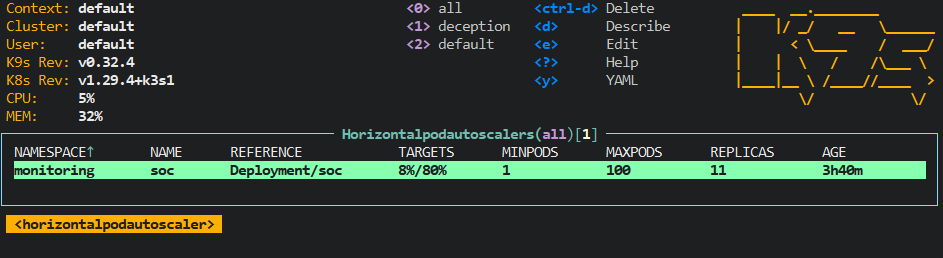 Context: default <0> all <ctrl-d> Delete
Cluster: default <1> deception <d> Describe
User: default <2> default <e> Edit
K9s Rev: v0.32.4 <?> Help
K8s Rev: v1.29.4+k3s1 <y> YAML
CPU: 5%
MEM: 32%
K9s
Horizontalpodautoscalers(all)[1]
NAMESPACE↑ NAME REFERENCE TARGETS MINPODS MAXPODS REPLICAS AGE
monitoring soc Deployment/soc 8%/80% 1 100 11 3h40m
<horizontalpodautoscaler>